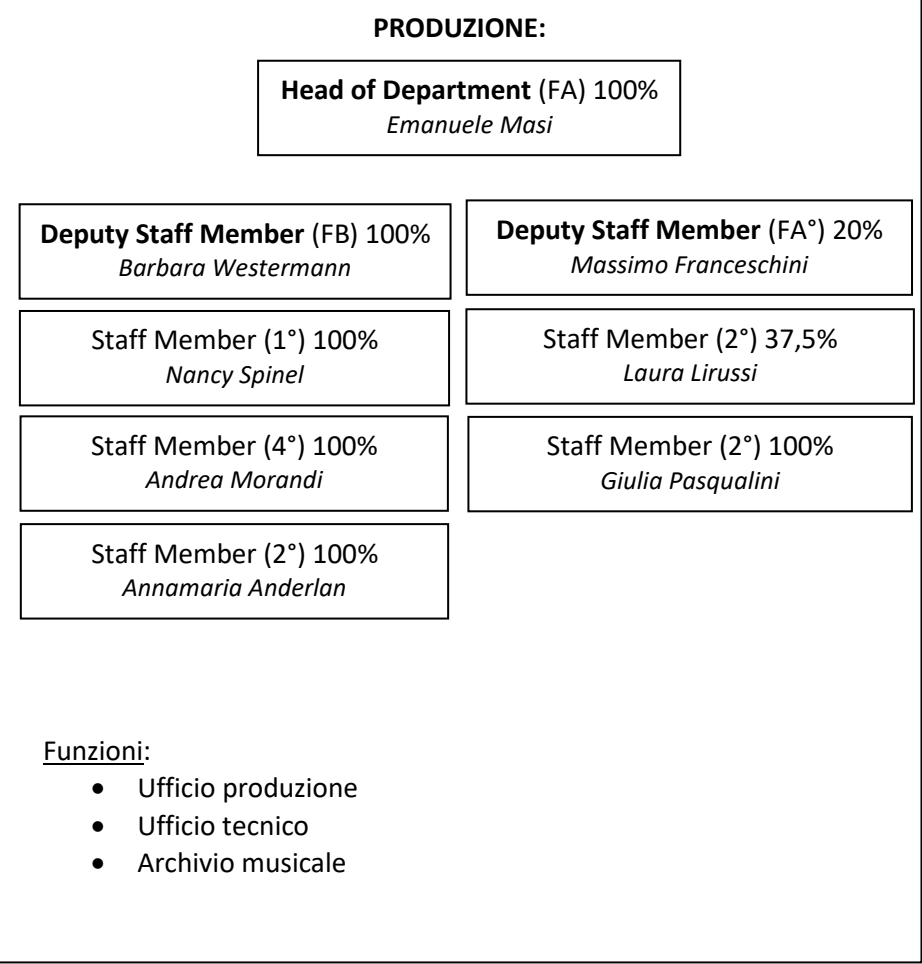 PRODUZIONE:
Head of Department (FA) 100%
Emanuele Masi
Deputy Staff Member (FB) 100%
Barbara Westermann
Deputy Staff Member (FA°) 20%
Massimo Franceschini
Staff Member (1°) 100%
Nancy Spinel
Staff Member (2°) 37,5%
Laura Lirussi
Staff Member (4°) 100%
Andrea Morandi
Staff Member (2°) 100%
Giulia Pasqualini
Staff Member (2°) 100%
Annamaria Anderlan
Funzioni:
• Ufficio produzione
• Ufficio tecnico
• Archivio musicale